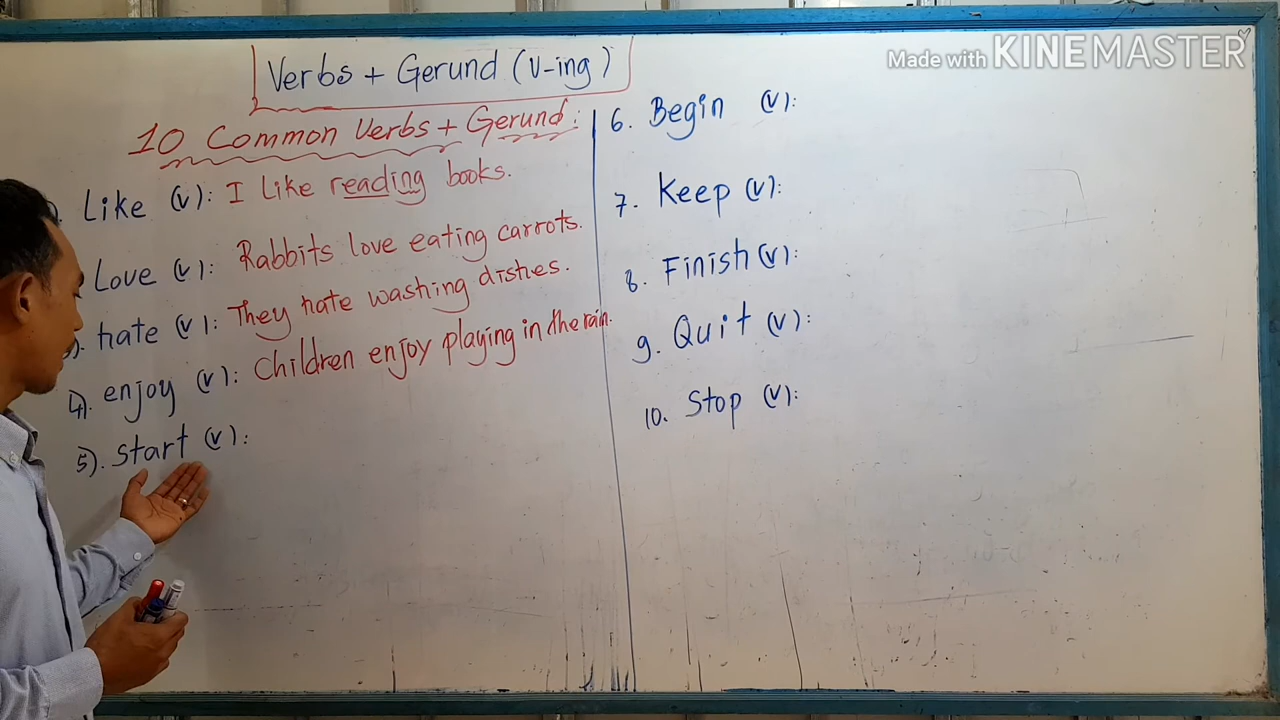 Made with KINEMASTER
Verbs + Gerund (V-ing)
10 Common Verbs + Gerund:
Like (v): I like reading books.
Love (v): Rabbits love eating carrots.
hate (v): They hate washing dishes.
4). enjoy (v): Children enjoy playing in the rain.
5). start (v):
6. Begin (v):
7. Keep (v):
8. Finish (v):
9. Quit (v):
10. Stop (v):